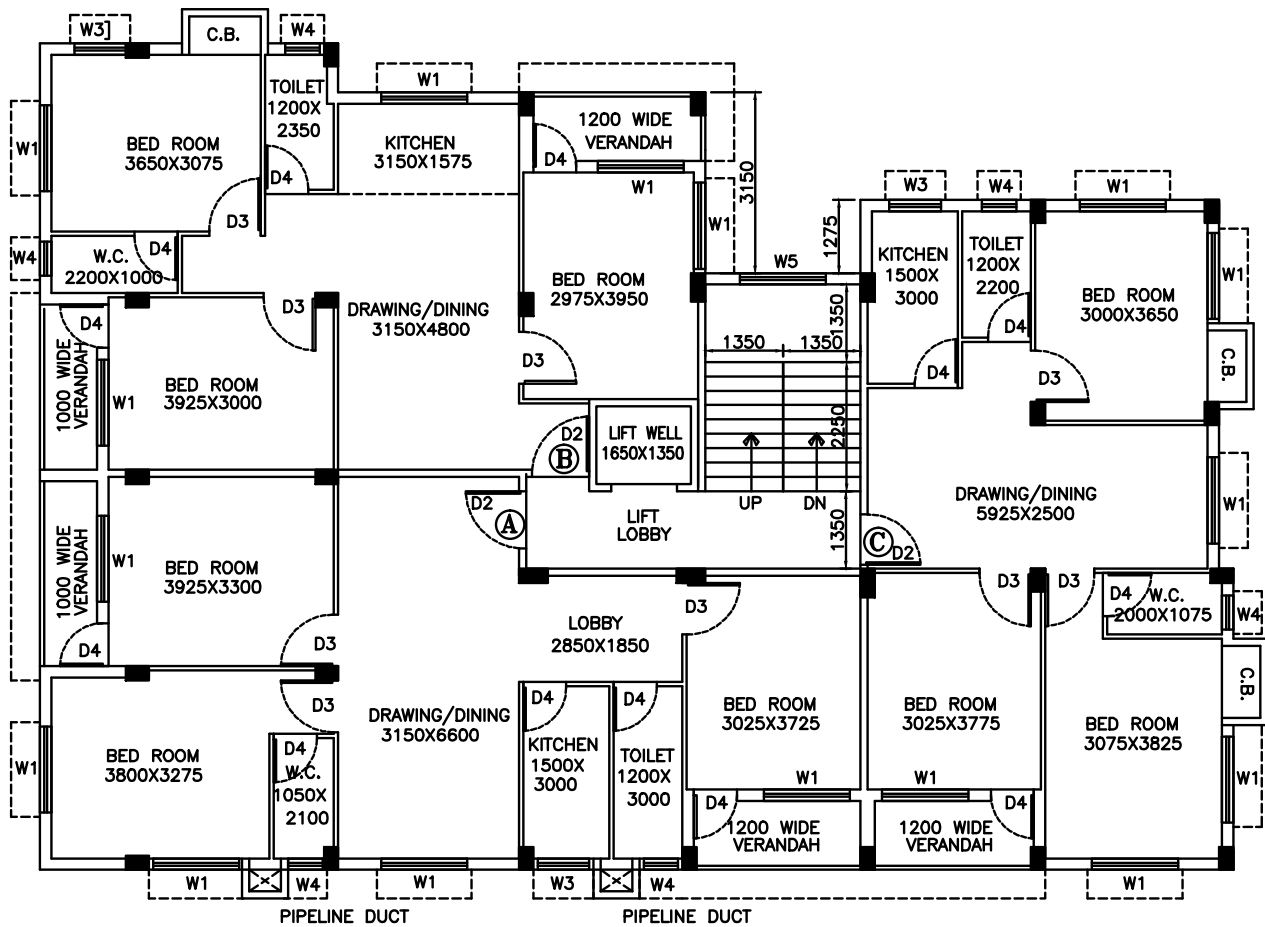 W3]
C.B.
W4
TOILET
1200X
2350
W1
BED ROOM
3650X3075
W1
D4
D3
KITCHEN
3150X1575
1200 WIDE
VERANDAH
D4
W1
W1
3150
W4
W.C.
2200X1000
D4
BED ROOM
2975X3950
W5
1275
W3
W4
W1
KITCHEN
1500X
3000
TOILET
1200X
2200
D4
BED ROOM
3000X3650
W1
C.B.
D4
D3
DRAWING/DINING
3150X4800
D3
D4
1000 WIDE
VERANDAH
W1
BED ROOM
3925X3000
D3
1350
1350
1350
2250
D2
B
LIFT WELL
1650X1350
UP
DN
1350
DRAWING/DINING
5925X2500
W1
D2
A
LIFT
LOBBY
C
D2
1000 WIDE
VERANDAH
W1
BED ROOM
3925X3300
D4
D3
LOBBY
2850X1850
D3
D3
D3
D4
W.C.
2000X1075
W4
C.B.
D3
BED ROOM
3800X3275
W1
D4
W.C.
1050X
2100
DRAWING/DINING
3150X6600
D4
KITCHEN
1500X
3000
D4
TOILET
1200X
3000
BED ROOM
3025X3725
W1
BED ROOM
3025X3775
W1
BED ROOM
3075X3825
W1
D4
1200 WIDE
VERANDAH
D4
1200 WIDE
VERANDAH
W1
W4
W1
W3
W4
W1
PIPELINE DUCT
PIPELINE DUCT